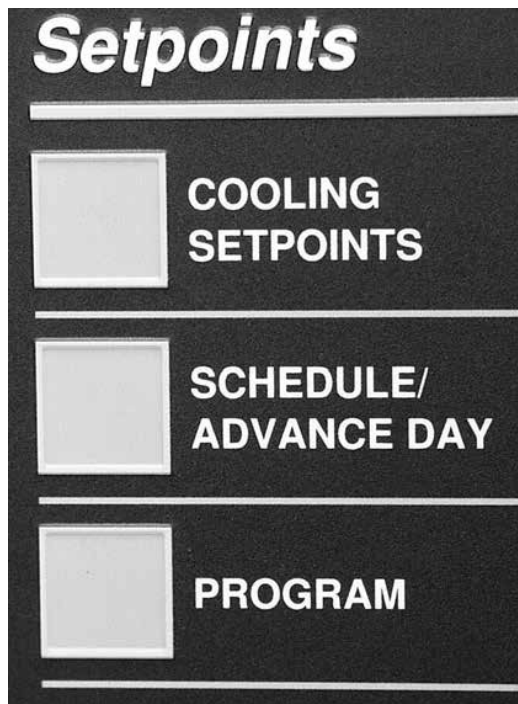 Setpoints
COOLING
SETPOINTS
SCHEDULE/
ADVANCE DAY
PROGRAM